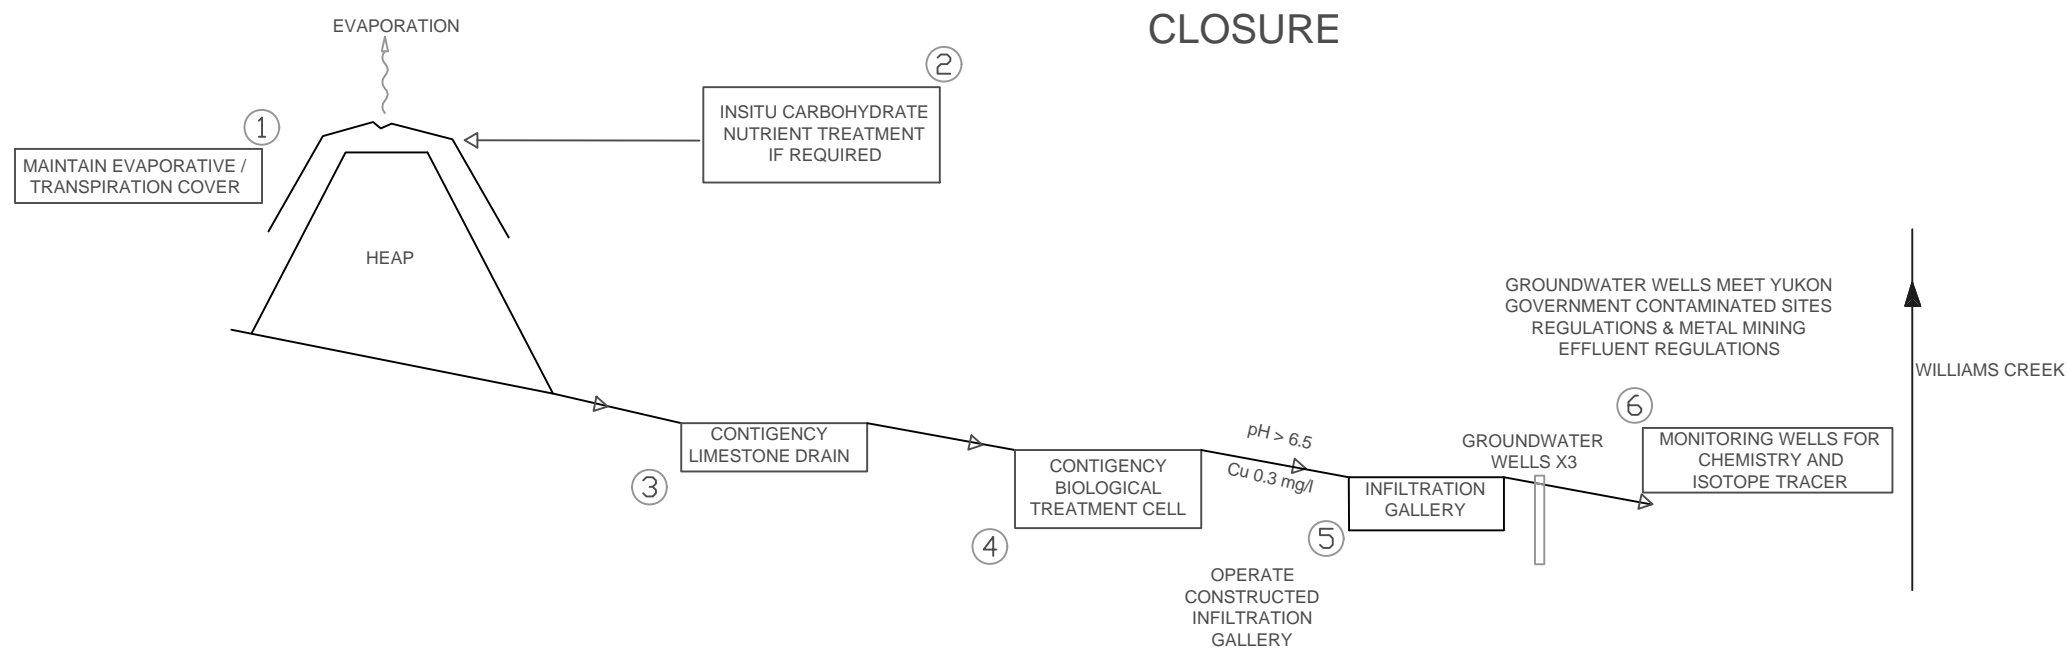 CLOSURE
EVAPORATION
2
INSITU CARBOHYDRATE
NUTRIENT TREATMENT
IF REQUIRED
1
MAINTAIN EVAPORATIVE /
TRANSPIRATION COVER
HEAP
GROUNDWATER WELLS MEET YUKON
GOVERNMENT CONTAMINATED SITES
REGULATIONS & METAL MINING
EFFLUENT REGULATIONS
WILLIAMS CREEK
CONTIGENCY
LIMESTONE DRAIN
3
CONTIGENCY
BIOLOGICAL
TREATMENT CELL
4
pH > 6.5
Cu 0.3 mg/l
INFILTRATION
GALLERY
5
OPERATE
CONSTRUCTED
INFILTRATION
GALLERY
GROUNDWATER
WELLS X3
6
MONITORING WELLS FOR
CHEMISTRY AND
ISOTOPE TRACER